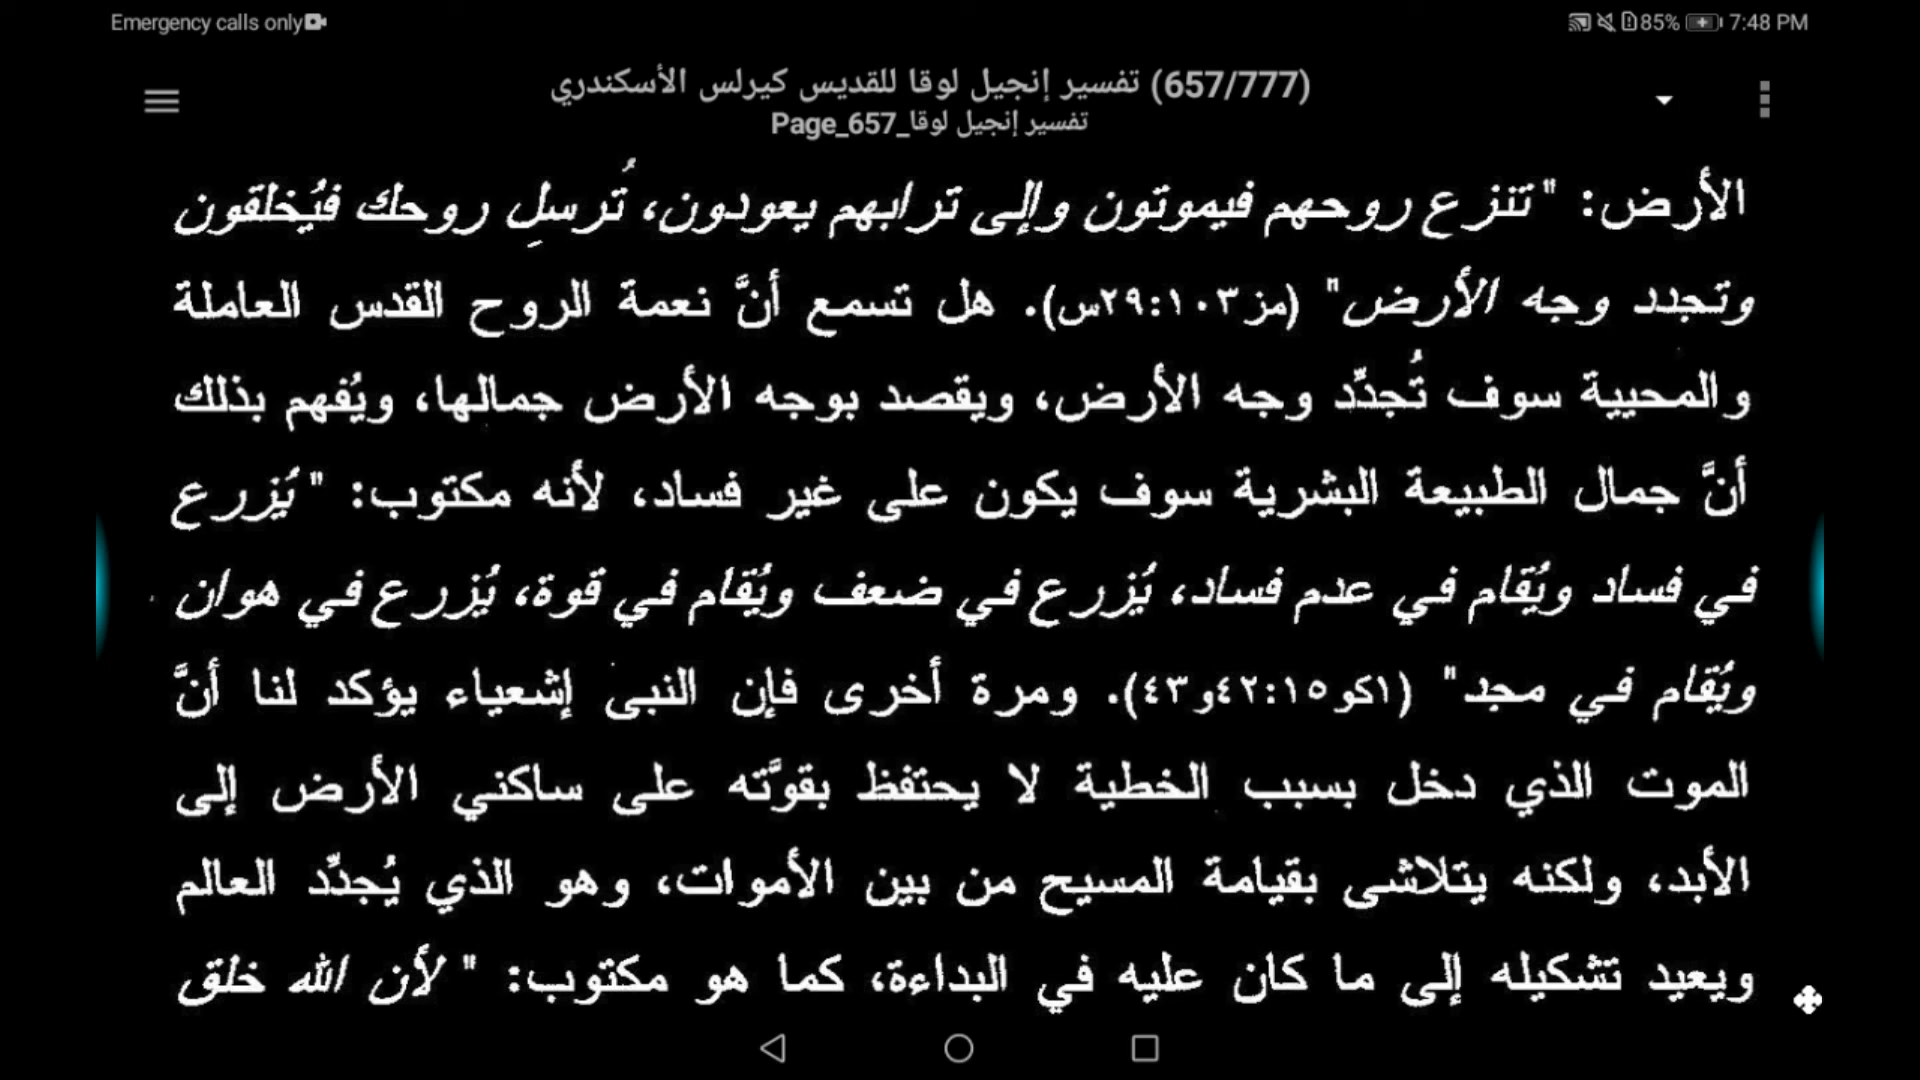 Emergency calls only
85% 7:48 PM
(657/777) تفسير إنجيل لوقا للقديس كيرلس الأسكندري
تفسير إنجيل لوقا_Page_657
الأرض: "تنزع روحهم فيموتون وإلى ترابهم يعودون، تُرسلِ روحك فيُخلقون
وتجدد وجه الأرض" (مز٢٩:١٠٣س). هل تسمع أنَّ نعمة الروح القدس العاملة
والمحيية سوف تُجدِّد وجه الأرض، ويقصد بوجه الأرض جمالها، ويُفهم بذلك
أنَّ جمال الطبيعة البشرية سوف يكون على غير فساد، لأنه مكتوب: "يُزرع
في فساد ويُقام في عدم فساد، يُزرع في ضعف ويُقام في قوة، يُزرع في هوان
ويُقام في مجد" (١كو٤٢:١٥و٤٣). ومرة أخرى فإن النبى إشعياء يؤكد لنا أنَّ
الموت الذي دخل بسبب الخطية لا يحتفظ بقوَّته على ساكني الأرض إلى
الأبد، ولكنه يتلاشى بقيامة المسيح من بين الأموات، وهو الذي يُجدِّد العالم
ويعيد تشكيله إلى ما كان عليه في البداءة، كما هو مكتوب: "لأن الله خلق